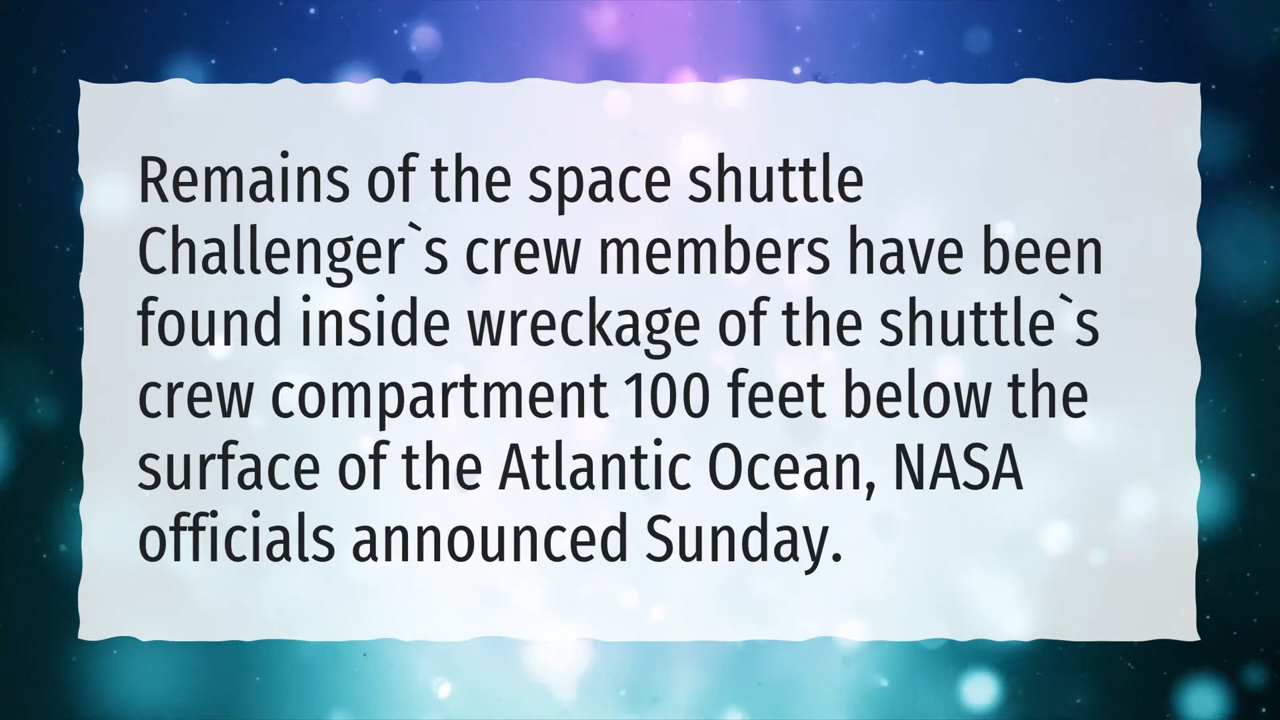 Remains of the space shuttle
Challenger`s crew members have been
found inside wreckage of the shuttle`s
crew compartment 100 feet below the
surface of the Atlantic Ocean, NASA
officials announced Sunday.